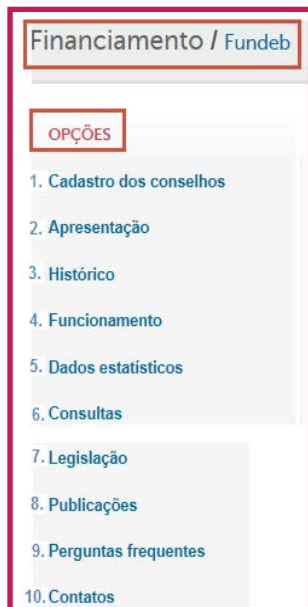 Financiamento / Fundeb
OPÇÕES
1. Cadastro dos conselhos
2. Apresentação
3. Histórico
4. Funcionamento
5. Dados estatísticos
6. Consultas
7. Legislação
8. Publicações
9. Perguntas frequentes
10. Contatos